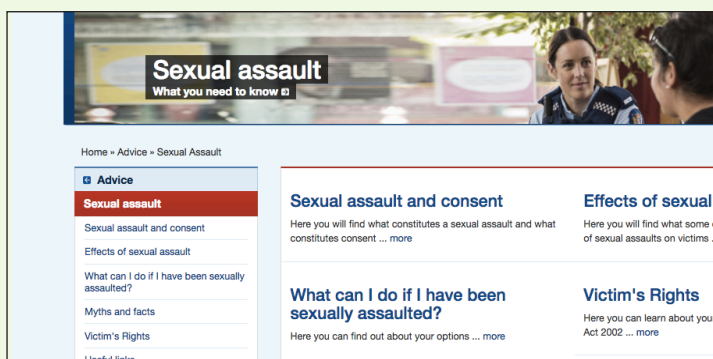 Sexual assault
What you need to know
Home » Advice » Sexual Assault
Advice
Sexual assault
Sexual assault and consent
Effects of sexual assault
What can I do if I have been sexually
assaulted?
Myths and facts
Victim's Rights
Useful links
Sexual assault and consent
Here you will find what constitutes a sexual assault and what
constitutes consent ... more
What can I do if I have been
sexually assaulted?
Here you can find out about your options ... more
Effects of sexual
Here you will find what some
of sexual assaults on victims .
Victim's Rights
Here you can learn about your
Act 2002 ... more